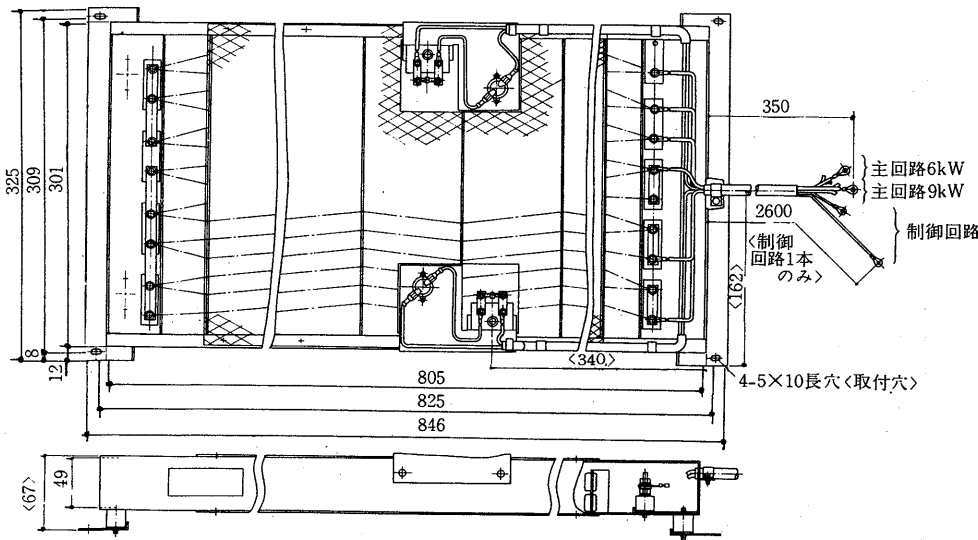 350
主回路6kW
主回路9kW
2600
制御回路
〈制御
回路1本
のみ〉
〈162〉
325
309
301
8
12
〈340〉
4-5×10長穴〈取付穴〉
805
825
846
〈67〉
49